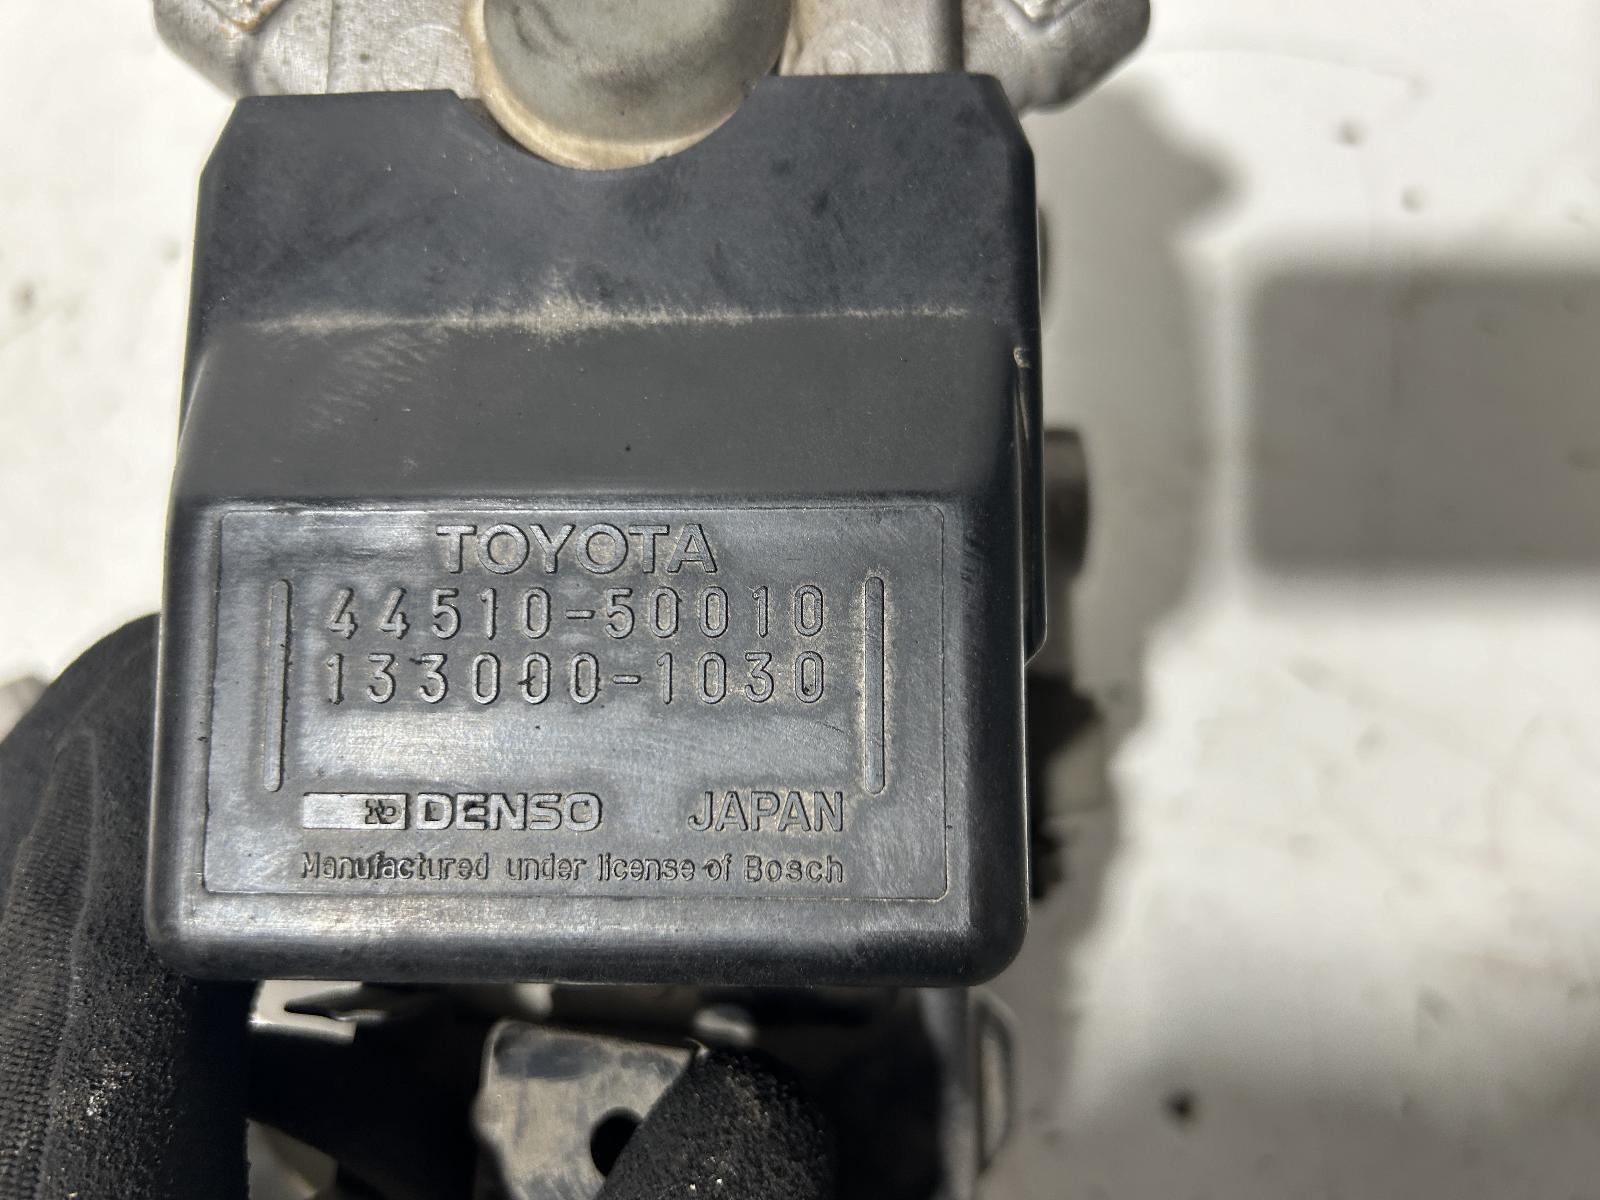 TOYOTA
44510-50010
133000-1030
DENSO JAPAN
Manufactured under license of Bosch